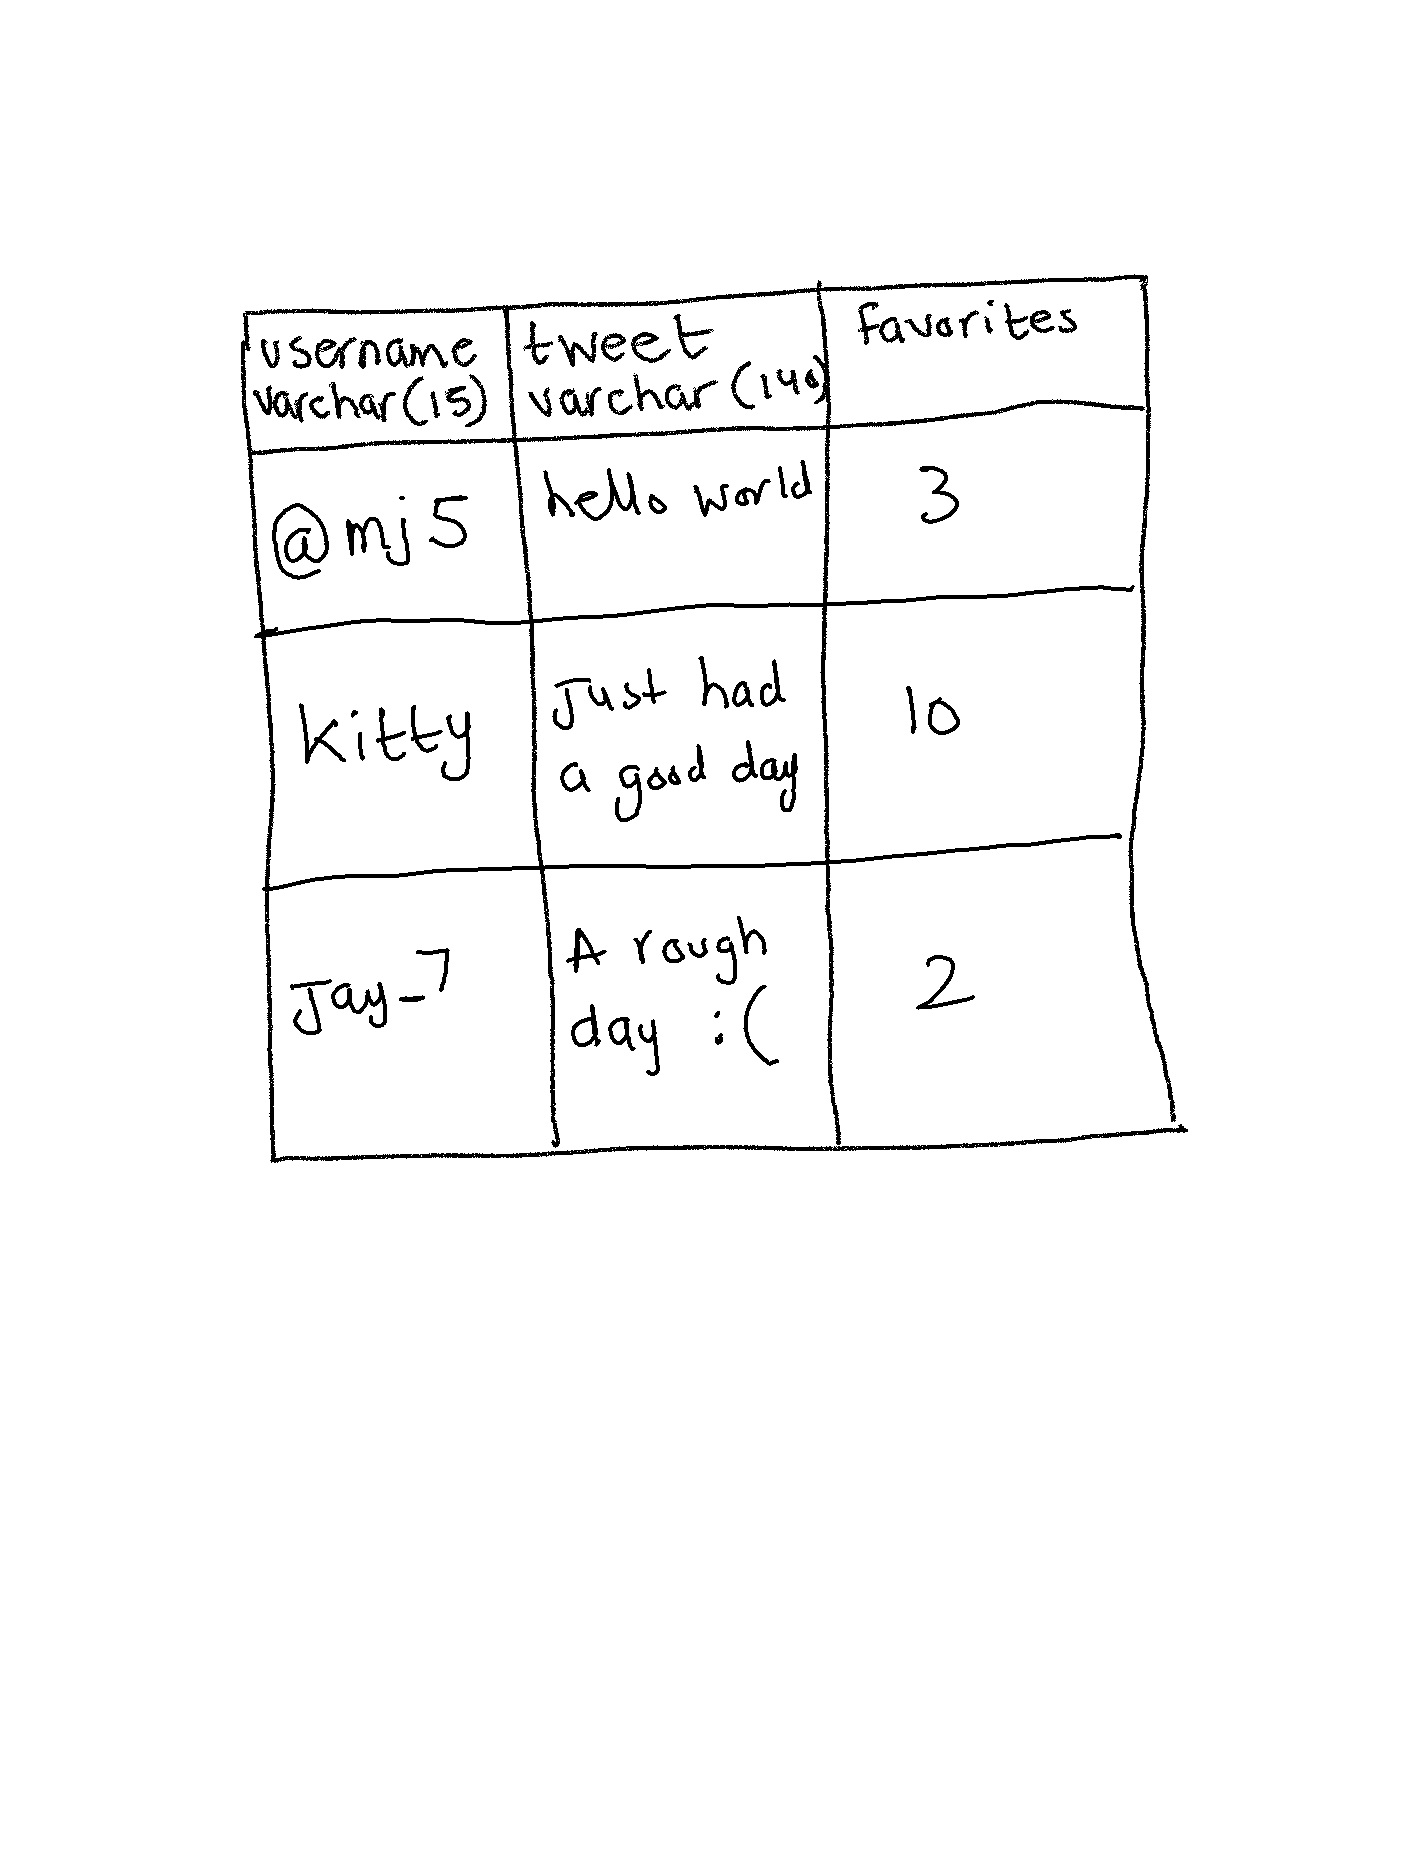 username tweet favorites
varchar(15) varchar(140)
@mj5 hello world 3
kitty Just had 10
a good day
Jay_7 A rough 2
day :(